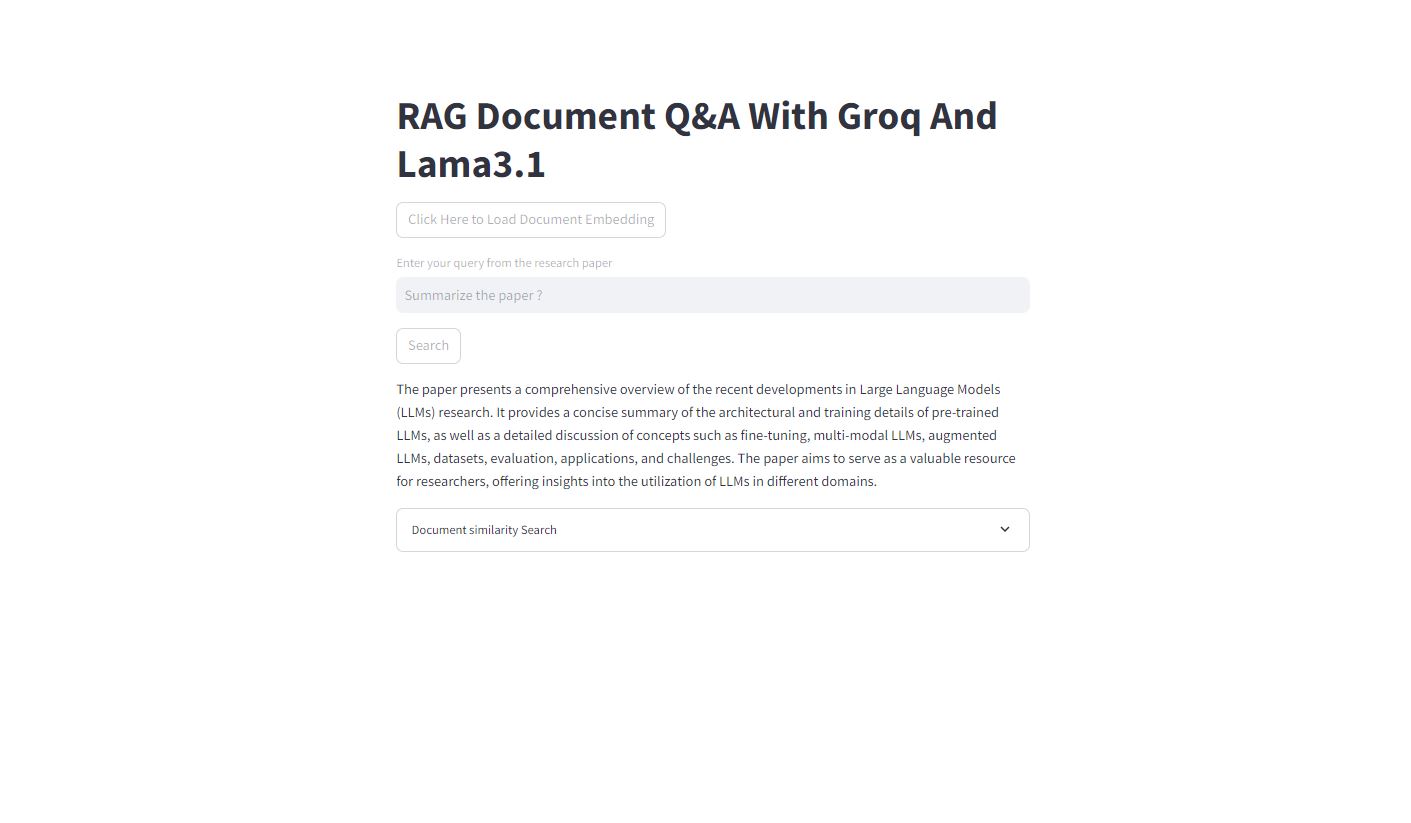 RAG Document Q&A With Groq And
Lama3.1
Click Here to Load Document Embedding
Enter your query from the research paper
Summarize the paper ?
Search
The paper presents a comprehensive overview of the recent developments in Large Language Models
(LLMs) research. It provides a concise summary of the architectural and training details of pre-trained
LLMs, as well as a detailed discussion of concepts such as fine-tuning, multi-modal LLMs, augmented
LLMs, datasets, evaluation, applications, and challenges. The paper aims to serve as a valuable resource
for researchers, offering insights into the utilization of LLMs in different domains.
Document similarity Search